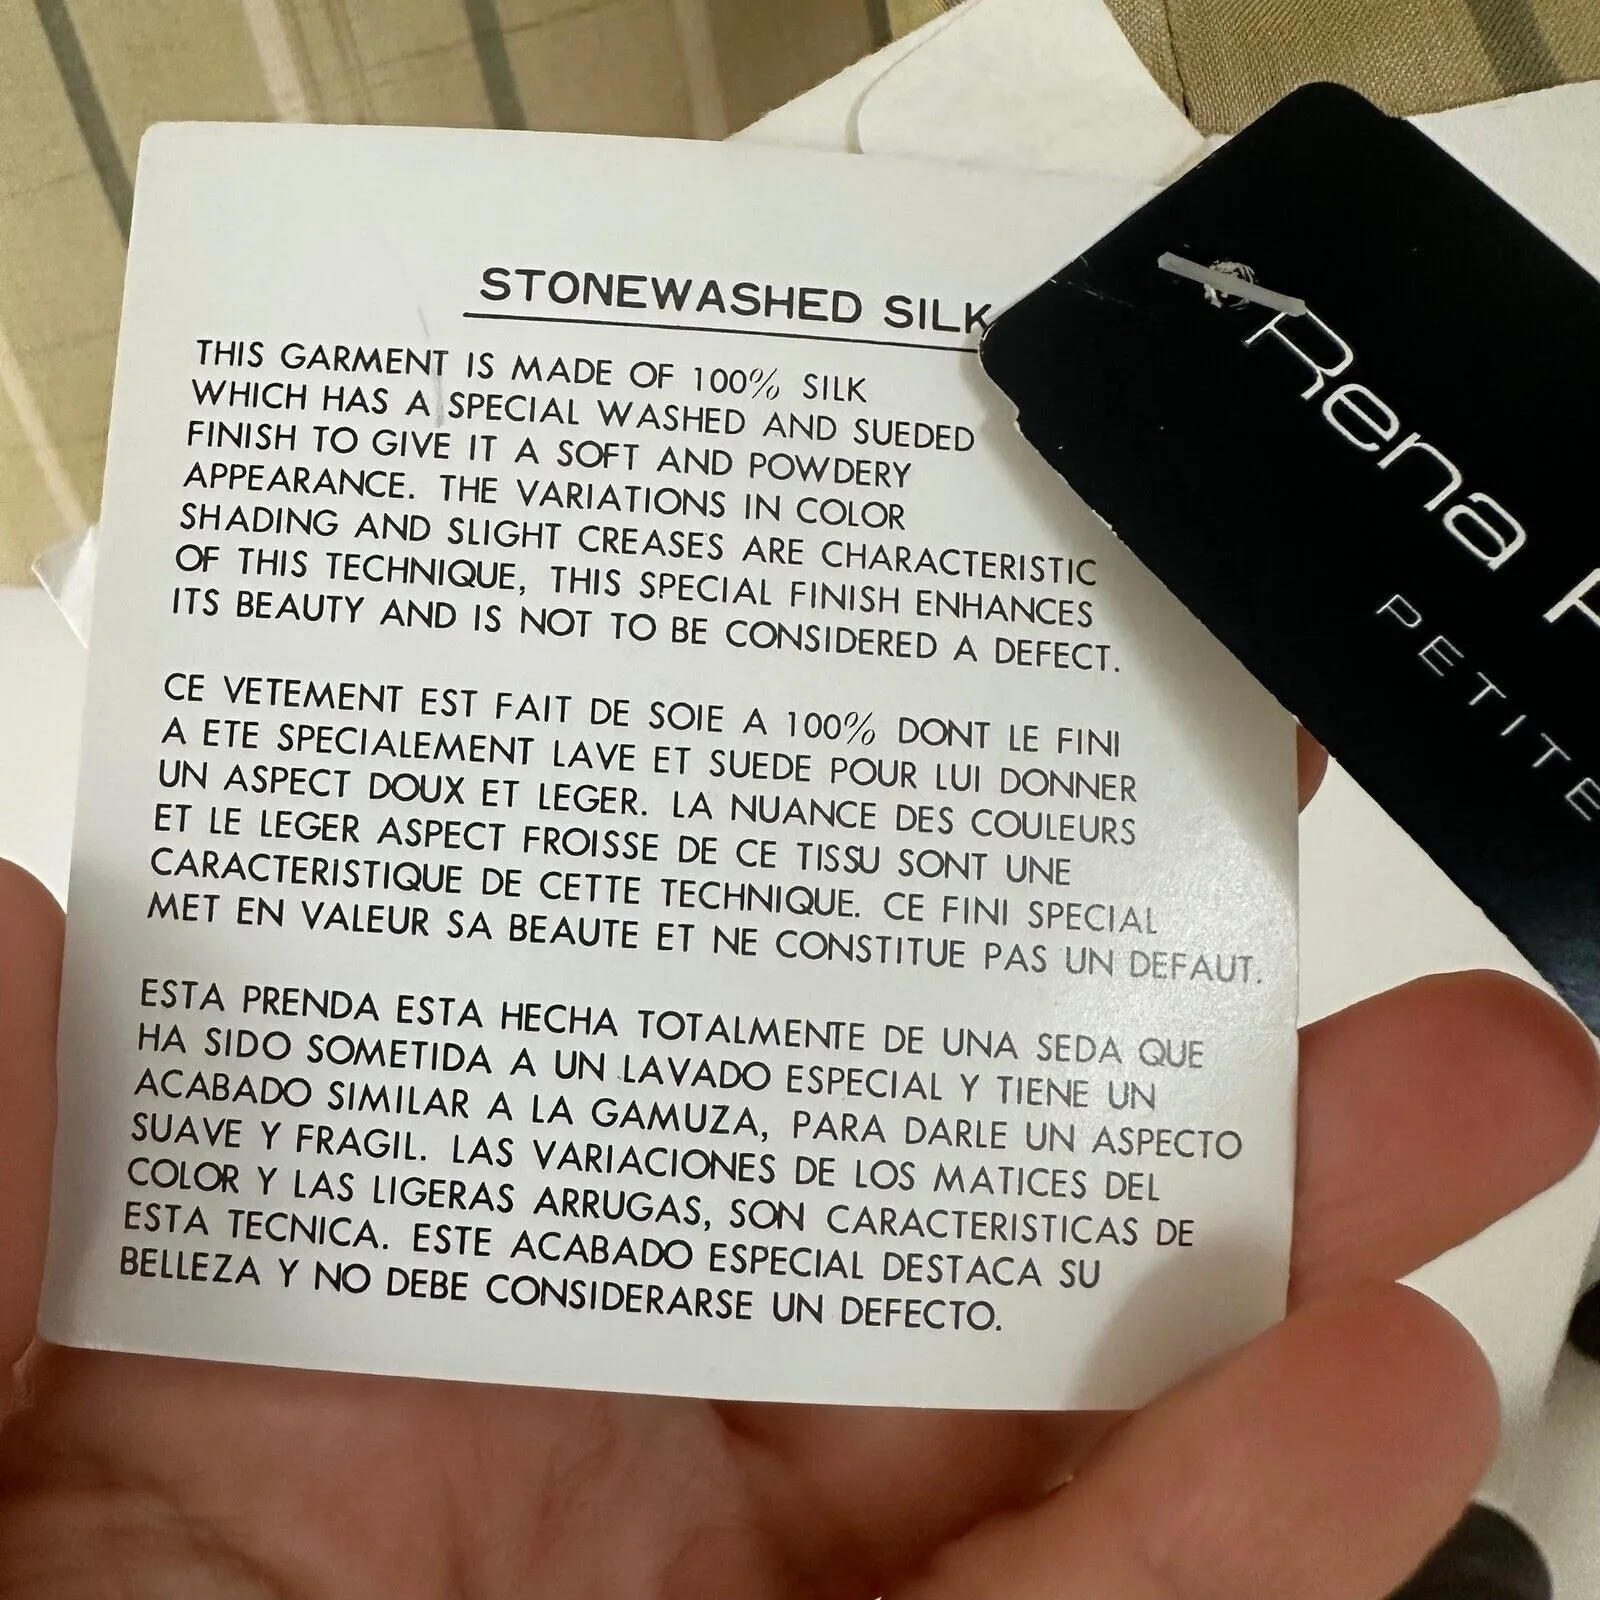 STONEWASHED SILK
THIS GARMENT IS MADE OF 100% SILK
WHICH HAS A SPECIAL WASHED AND SUEDED
FINISH TO GIVE IT A SOFT AND POWDERY
APPEARANCE. THE VARIATIONS IN COLOR
SHADING AND SLIGHT CREASES ARE CHARACTERISTIC
OF THIS TECHNIQUE, THIS SPECIAL FINISH ENHANCES
ITS BEAUTY AND IS NOT TO BE CONSIDERED A DEFECT.
CE VETEMENT EST FAIT DE SOIE A 100% DONT LE FINI
A ETE SPECIALEMENT LAVE ET SUEDE POUR LUI DONNER
UN ASPECT DOUX ET LEGER. LA NUANCE DES COULEURS
ET LE LEGER ASPECT FROISSE DE CE TISSU SONT UNE
CARACTERISTIQUE DE CETTE TECHNIQUE. CE FINI SPECIAL
MET EN VALEUR SA BEAUTE ET NE CONSTITUE PAS UN DEFAUT.
ESTA PRENDA ESTA HECHA TOTALMENTE DE UNA SEDA QUE
HA SIDO SOMETIDA A UN LAVADO ESPECIAL Y TIENE UN
ACABADO SIMILAR A LA GAMUZA, PARA DARLE UN ASPECTO
SUAVE Y FRAGIL. LAS VARIACIONES DE LOS MATICES DEL
COLOR Y LAS LIGERAS ARRUGAS, SON CARACTERISTICAS DE
ESTA TECNICA. ESTE ACABADO ESPECIAL DESTACA SU
BELLEZA Y NO DEBE CONSIDERARSE UN DEFECTO.
Rena
PETITE